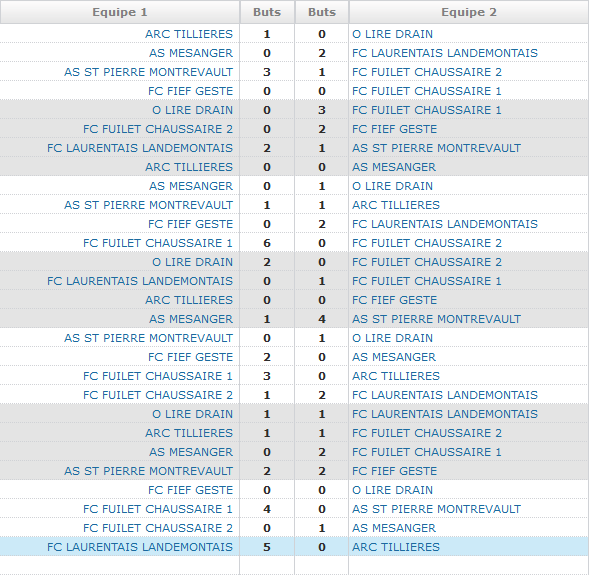 Equipe 1 Buts Buts Equipe 2
ARC TILLIERES 1 0 O LIRE DRAIN
AS MESANGER 0 2 FC LAURENTAIS LANDEMONTAIS
AS ST PIERRE MONTREVAULT 3 1 FC FUILET CHAUSSAIRE 2
FC FIEF GESTE 0 0 FC FUILET CHAUSSAIRE 1
O LIRE DRAIN 0 3 FC FUILET CHAUSSAIRE 1
FC FUILET CHAUSSAIRE 2 0 2 FC FIEF GESTE
FC LAURENTAIS LANDEMONTAIS 2 1 AS ST PIERRE MONTREVAULT
ARC TILLIERES 0 0 AS MESANGER
AS MESANGER 0 1 O LIRE DRAIN
AS ST PIERRE MONTREVAULT 1 1 ARC TILLIERES
FC FIEF GESTE 0 2 FC LAURENTAIS LANDEMONTAIS
FC FUILET CHAUSSAIRE 1 6 0 FC FUILET CHAUSSAIRE 2
O LIRE DRAIN 2 0 FC FUILET CHAUSSAIRE 2
FC LAURENTAIS LANDEMONTAIS 0 1 FC FUILET CHAUSSAIRE 1
ARC TILLIERES 0 0 FC FIEF GESTE
AS MESANGER 1 4 AS ST PIERRE MONTREVAULT
AS ST PIERRE MONTREVAULT 0 1 O LIRE DRAIN
FC FIEF GESTE 2 0 AS MESANGER
FC FUILET CHAUSSAIRE 1 3 0 ARC TILLIERES
FC FUILET CHAUSSAIRE 2 1 2 FC LAURENTAIS LANDEMONTAIS
O LIRE DRAIN 1 1 FC LAURENTAIS LANDEMONTAIS
ARC TILLIERES 1 1 FC FUILET CHAUSSAIRE 2
AS MESANGER 0 2 FC FUILET CHAUSSAIRE 1
AS ST PIERRE MONTREVAULT 2 2 FC FIEF GESTE
FC FIEF GESTE 0 0 O LIRE DRAIN
FC FUILET CHAUSSAIRE 1 4 0 AS ST PIERRE MONTREVAULT
FC FUILET CHAUSSAIRE 2 0 1 AS MESANGER
FC LAURENTAIS LANDEMONTAIS 5 0 ARC TILLIERES